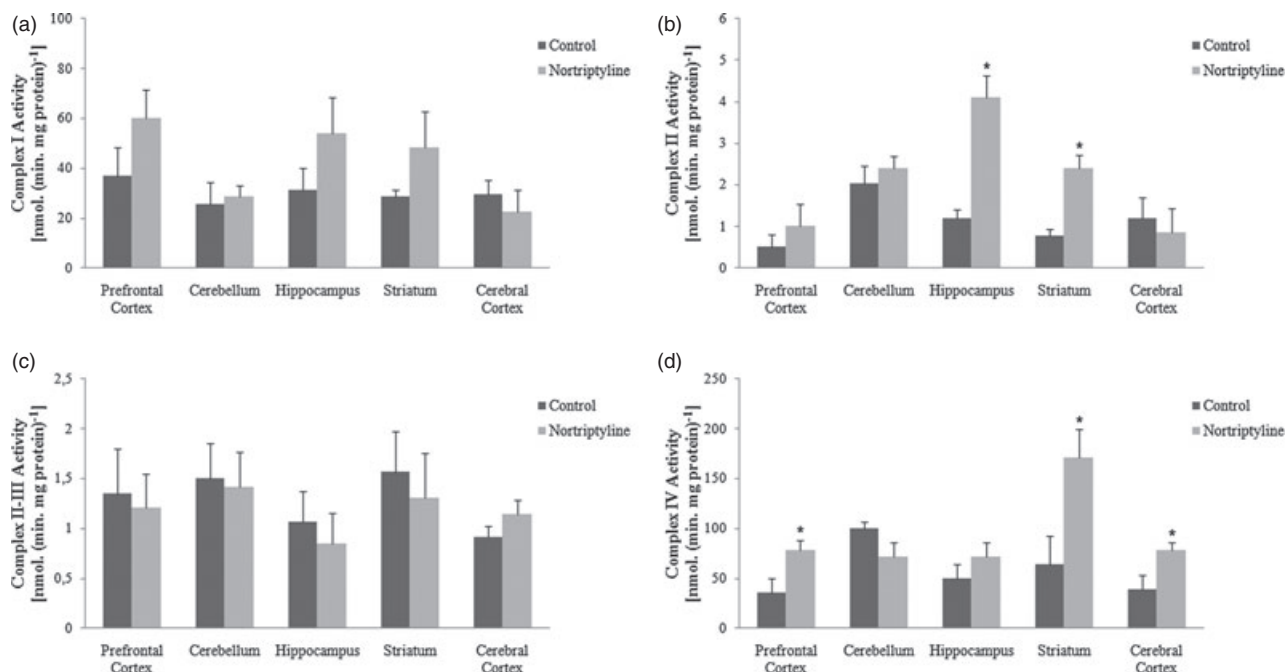 (a)
100
80
60
40
20
0
Complex I Activity
[nmol. (min. mg protein)-1]
Control
Nortriptyline
Prefrontal
Cortex
Cerebellum
Hippocampus
Striatum
Cerebral
Cortex
(b)
6
5
4
3
2
1
0
Complex II Activity
[nmol. (min. mg protein)-1]
*
*
Control
Nortriptyline
Prefrontal
Cortex
Cerebellum
Hippocampus
Striatum
Cerebral
Cortex
(c)
2,5
2
1,5
1
0,5
0
Complex II-III Activity
[nmol. (min. mg protein)-1]
Control
Nortriptyline
Prefrontal
Cortex
Cerebellum
Hippocampus
Striatum
Cerebral
Cortex
(d)
250
200
150
100
50
0
Complex IV Activity
[nmol. (min. mg protein)-1]
*
*
*
Control
Nortriptyline
Prefrontal
Cortex
Cerebellum
Hippocampus
Striatum
Cerebral
Cortex